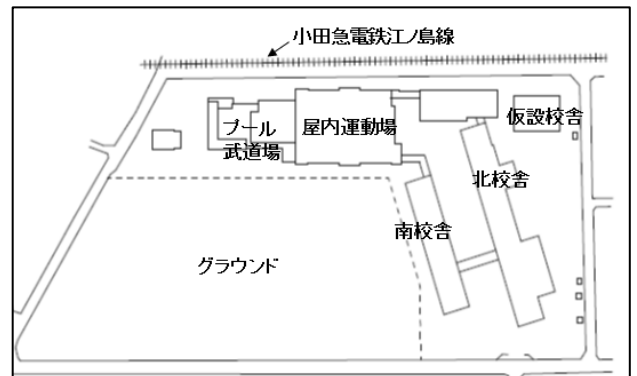 小田急電鉄江ノ島線
プール
武道場
屋内運動場
仮設校舎
北校舎
南校舎
グラウンド